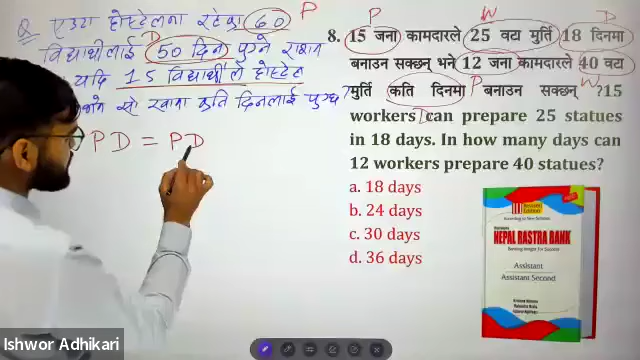 Q एउटा होस्टेलमा रहेका 60 P
विद्यार्थीलाई 50 दिन पुग्ने राशन
D
यदि 15 विद्यार्थीले होस्टेल
सो खाना कति दिनलाई पुग्छ?
PD = PD
P W D
8. 15 जना कामदारले 25 वटा मुर्ति 18 दिनमा
बनाउन सक्छन् भने 12 जना कामदारले 40 वटा
मुर्ति कति दिनमा P बनाउन सक्छन् W ?15
workers D can prepare 25 statues
in 18 days. In how many days can
12 workers prepare 40 statues?
a. 18 days
b. 24 days
c. 30 days
d. 36 days
NEPAL RASTRA BANK
Assistant
Assistant Second
Ishwor Adhikari